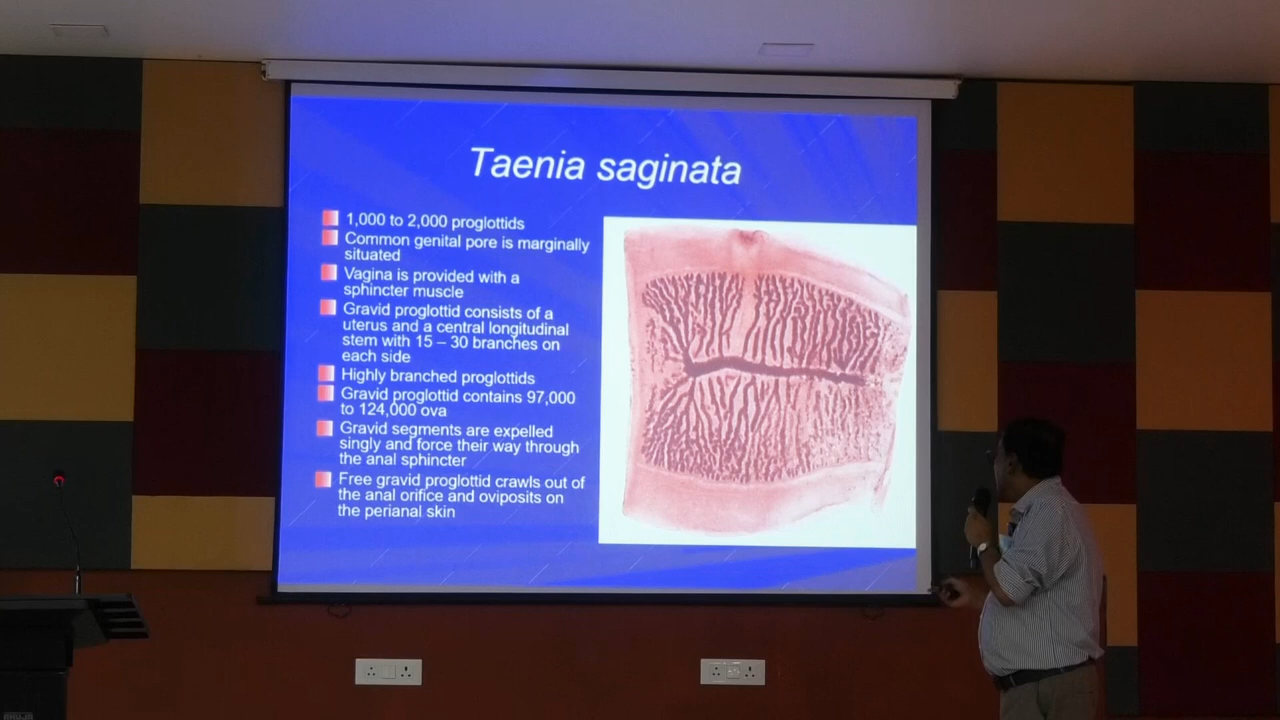 Taenia saginata
1,000 to 2,000 proglottids
Common genital pore is marginally
situated
Vagina is provided with a
sphincter muscle
Gravid proglottid consists of a
uterus and a central longitudinal
stem with 15 – 30 branches on
each side
Highly branched proglottids
Gravid proglottid contains 97,000
to 124,000 ova
Gravid segments are expelled
singly and force their way through
the anal sphincter
Free gravid proglottid crawls out of
the anal orifice and oviposits on
the perianal skin